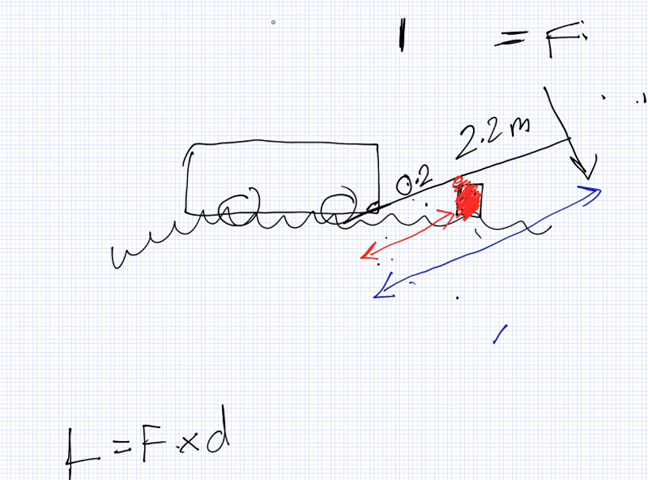 = F
2.2 m
0.2
L = F × d